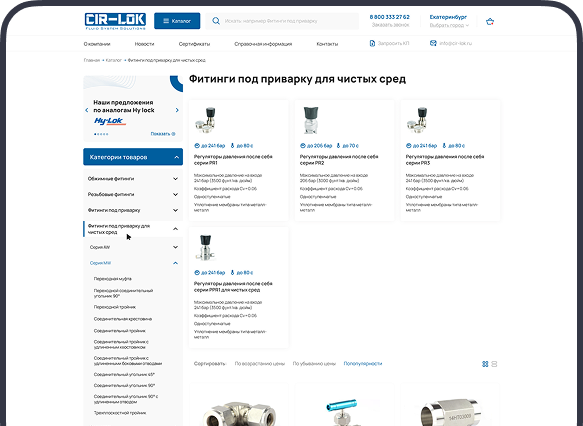 CIR-LOK
FLUID SYSTEM SOLUTIONS
Каталог
Искать: например Фитинги под приварку
8 800 333 27 62
Заказать звонок
Екатеринбург
Выбрать город
О компании
Новости
Сертификаты
Справочная информация
Контакты
Запросить КП
info@cir-lok.ru
Главная • Каталог • Фитинги под приварку для чистых сред
Наши предложения
по аналогам Hy lock
Hy-Lok
Показать
Категории товаров
Обжимные фитинги
Резьбовые фитинги
Фитинги под приварку
Фитинги под приварку для
чистых сред
Серия AW
Серия MW
Переходная муфта
Переходной соединительный
угольник 90°
Переходной тройник
Соединительная крестовина
Соединительный тройник
Соединительный тройник с
удлиненным хвостовиком
Соединительный тройник с
удлиненными боковыми отводами
Соединительный угольник 45°
Соединительный угольник 90°
Соединительный угольник 90° с
удлиненным отводом
Трехплоскостной тройник
Фитинги под приварку для чистых сред
до 241 бар до 80 с
Регуляторы давления после себя
серии PR1
Максимальное давление на входе
241 бар (3500 фунт/кв. дюйм)
Коэффициент расхода Cv = 0.06
Одноступенчатые
Уплотнение мембраны типа металл-
металл
до 206 бар до 70 с
Регуляторы давления после себя
серии PR2
Максимальное давление на входе
206 бар (3000 фунт/кв. дюйм)
Коэффициент расхода Cv = 0.06
Одноступенчатые
Уплотнение мембраны типа металл-
металл
до 241 бар до 80 с
Регуляторы давления после себя
серии PR3
Максимальное давление на входе
241 бар (3500 фунт/кв. дюйм)
Коэффициент расхода Cv = 0.06
Одноступенчатые
Уплотнение мембраны типа металл-
металл
до 241 бар до 80 с
Регуляторы давления после себя
серии PPR1 для чистых сред
Максимальное давление на входе
241 бар (3500 фунт/кв. дюйм)
Коэффициент расхода Cv = 0.06
Одноступенчатые
Уплотнение мембраны типа металл-
металл
Сортировать: По возрастанию цены По убыванию цены По популярности